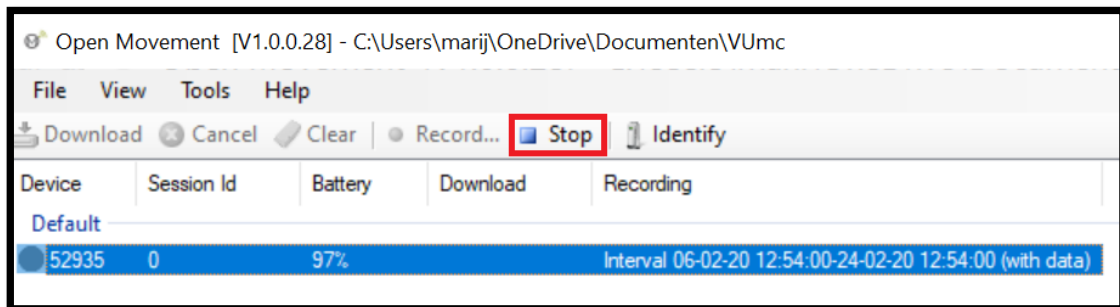 Open Movement [V1.0.0.28] - C:\Users\marij\OneDrive\Documenten\VUmc
File View Tools Help
Download Cancel Clear Record... Stop Identify
Device Session Id Battery Download Recording
Default
52935 0 97% Interval 06-02-20 12:54:00-24-02-20 12:54:00 (with data)